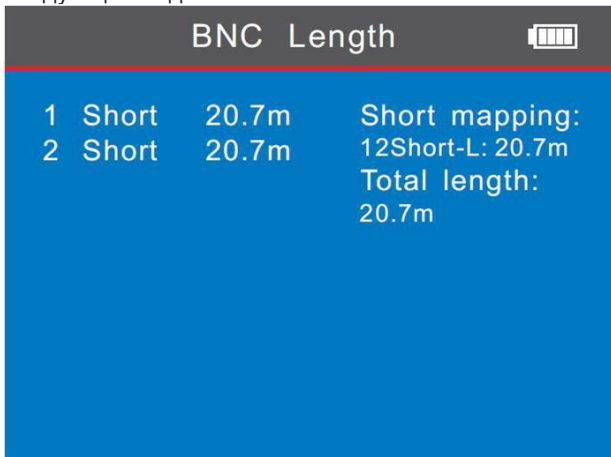 BNC Length
1 Short 20.7m
2 Short 20.7m
Short mapping:
12Short-L: 20.7m
Total length:
20.7m